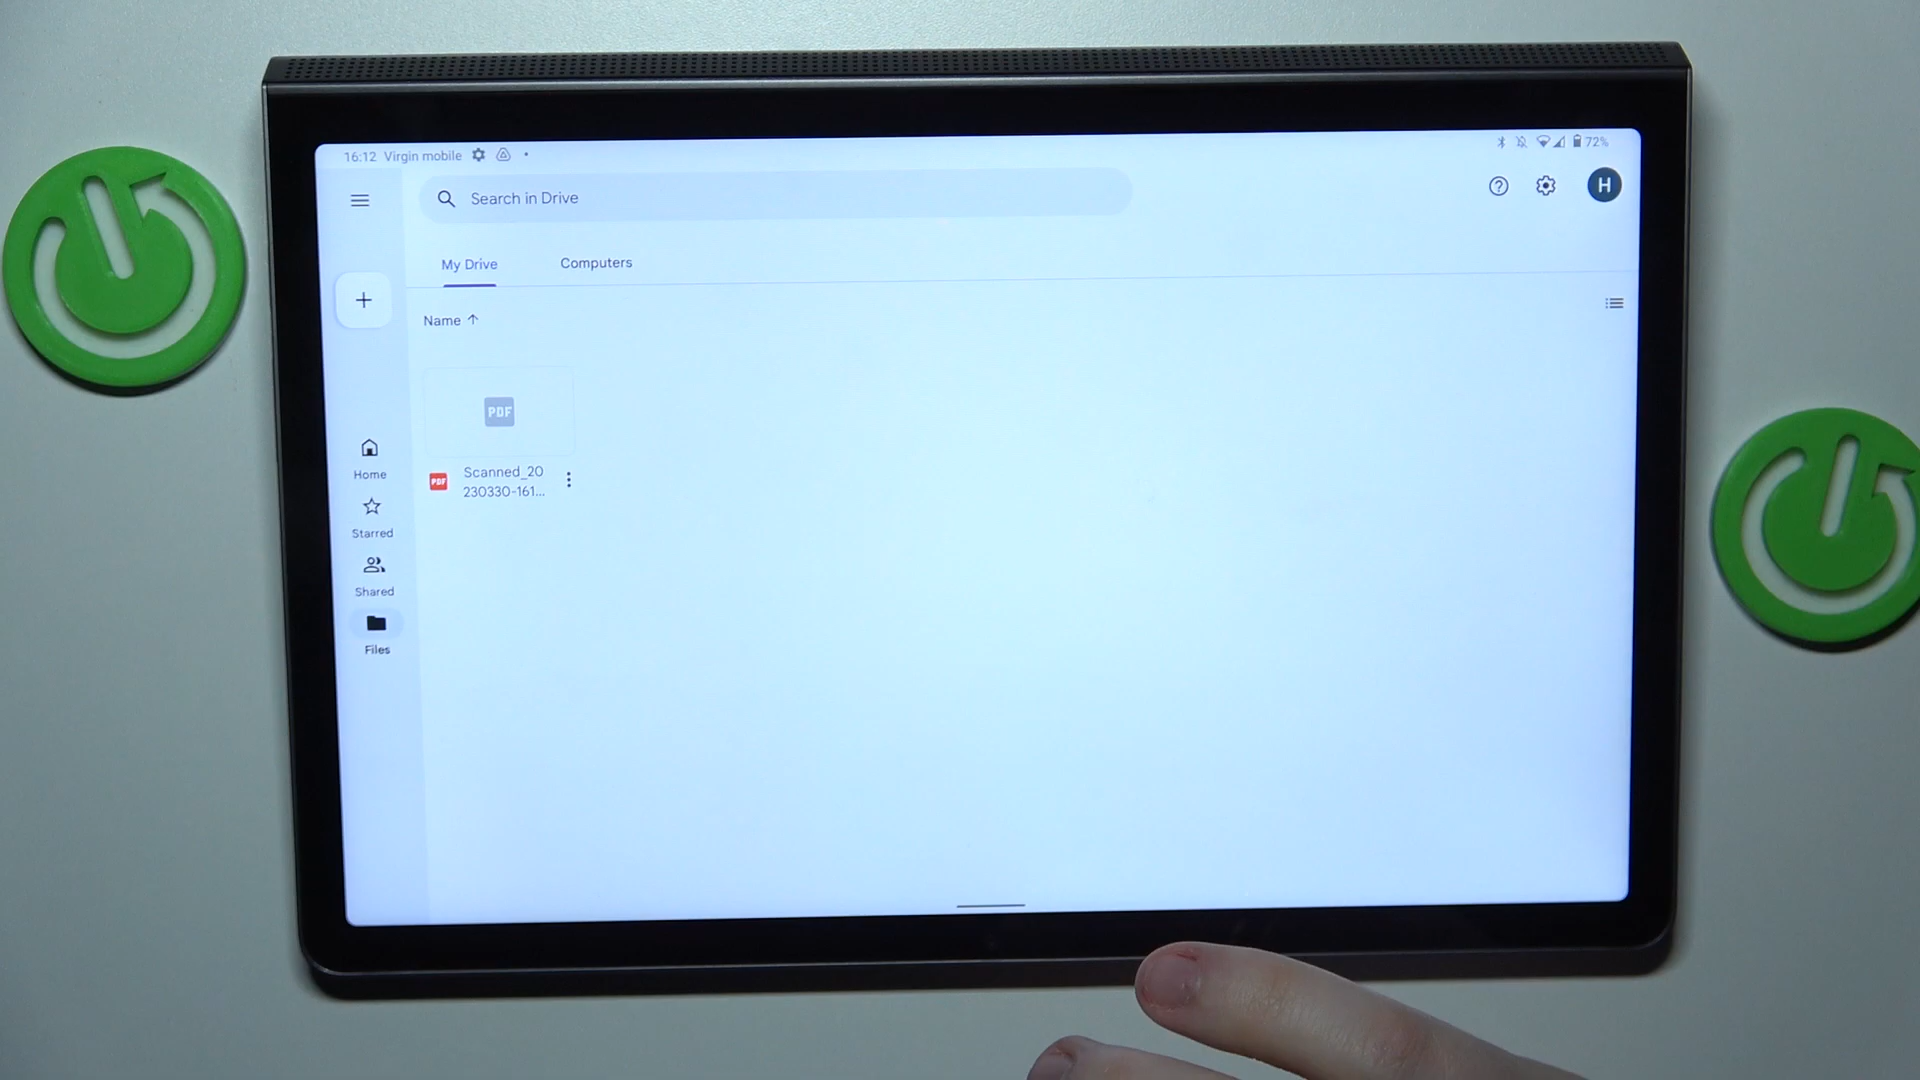 16:12 Virgin mobile
72%
Search in Drive
H
My Drive
Computers
Name
PDF
PDF
Scanned_20
230330-161...
Home
Starred
Shared
Files